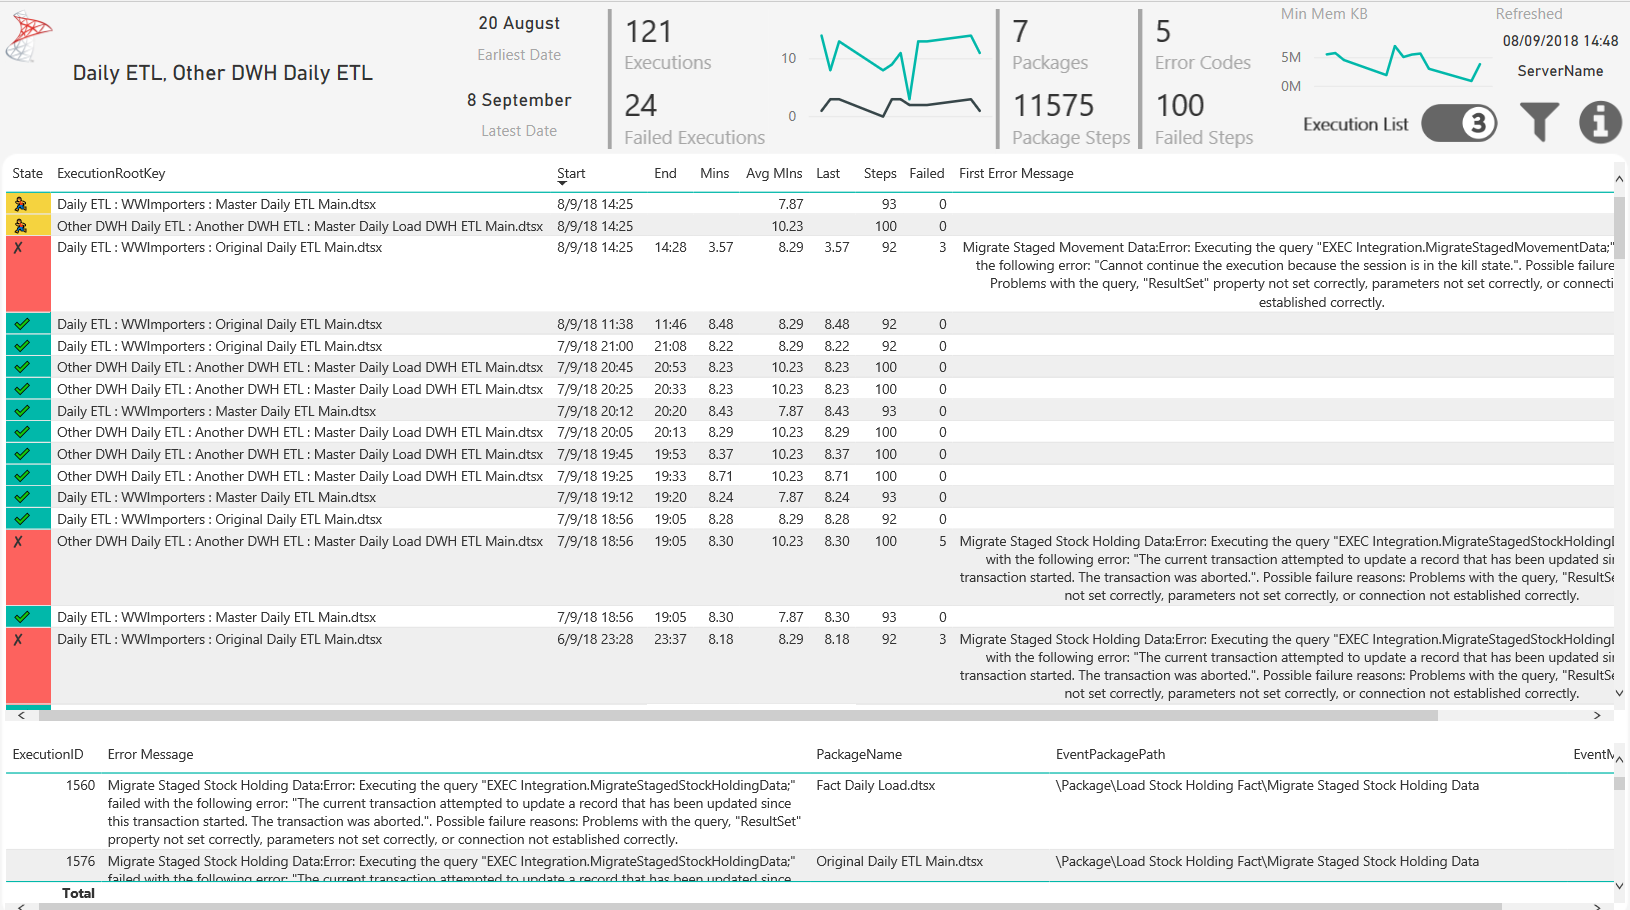 Daily ETL, Other DWH Daily ETL
20 August
Earliest Date
8 September
Latest Date
121
Executions
24
Failed Executions
10
0
7
Packages
11575
Package Steps
5
Error Codes
100
Failed Steps
Min Mem KB
5M
0M
Refreshed
08/09/2018 14:48
ServerName
Execution List 3
State ExecutionRootKey Start End Mins Avg MIns Last Steps Failed First Error Message
Daily ETL : WWImporters : Master Daily ETL Main.dtsx 8/9/18 14:25 7.87 93 0
Other DWH Daily ETL : Another DWH ETL : Master Daily Load DWH ETL Main.dtsx 8/9/18 14:25 10.23 100 0
Daily ETL : WWImporters : Original Daily ETL Main.dtsx 8/9/18 14:25 14:28 3.57 8.29 3.57 92 3 Migrate Staged Movement Data:Error: Executing the query "EXEC Integration.MigrateStagedMovementData;"
the following error: "Cannot continue the execution because the session is in the kill state.". Possible failure
Problems with the query, "ResultSet" property not set correctly, parameters not set correctly, or connecti
established correctly.
Daily ETL : WWImporters : Original Daily ETL Main.dtsx 8/9/18 11:38 11:46 8.48 8.29 8.48 92 0
Daily ETL : WWImporters : Original Daily ETL Main.dtsx 7/9/18 21:00 21:08 8.22 8.29 8.22 92 0
Other DWH Daily ETL : Another DWH ETL : Master Daily Load DWH ETL Main.dtsx 7/9/18 20:45 20:53 8.23 10.23 8.23 100 0
Other DWH Daily ETL : Another DWH ETL : Master Daily Load DWH ETL Main.dtsx 7/9/18 20:25 20:33 8.23 10.23 8.23 100 0
Daily ETL : WWImporters : Master Daily ETL Main.dtsx 7/9/18 20:12 20:20 8.43 7.87 8.43 93 0
Other DWH Daily ETL : Another DWH ETL : Master Daily Load DWH ETL Main.dtsx 7/9/18 20:05 20:13 8.29 10.23 8.29 100 0
Other DWH Daily ETL : Another DWH ETL : Master Daily Load DWH ETL Main.dtsx 7/9/18 19:45 19:53 8.37 10.23 8.37 100 0
Other DWH Daily ETL : Another DWH ETL : Master Daily Load DWH ETL Main.dtsx 7/9/18 19:25 19:33 8.71 10.23 8.71 100 0
Daily ETL : WWImporters : Master Daily ETL Main.dtsx 7/9/18 19:12 19:20 8.24 7.87 8.24 93 0
Daily ETL : WWImporters : Original Daily ETL Main.dtsx 7/9/18 18:56 19:05 8.28 8.29 8.28 92 0
Other DWH Daily ETL : Another DWH ETL : Master Daily Load DWH ETL Main.dtsx 7/9/18 18:56 19:05 8.30 10.23 8.30 100 5 Migrate Staged Stock Holding Data:Error: Executing the query "EXEC Integration.MigrateStagedStockHolding
with the following error: "The current transaction attempted to update a record that has been updated si
transaction started. The transaction was aborted.". Possible failure reasons: Problems with the query, "ResultSe
not set correctly, parameters not set correctly, or connection not established correctly.
Daily ETL : WWImporters : Master Daily ETL Main.dtsx 7/9/18 18:56 19:05 8.30 7.87 8.30 93 0
Daily ETL : WWImporters : Original Daily ETL Main.dtsx 6/9/18 23:28 23:37 8.18 8.29 8.18 92 3 Migrate Staged Stock Holding Data:Error: Executing the query "EXEC Integration.MigrateStagedStockHolding
with the following error: "The current transaction attempted to update a record that has been updated si
transaction started. The transaction was aborted.". Possible failure reasons: Problems with the query, "ResultSe
not set correctly, parameters not set correctly, or connection not established correctly.
ExecutionID Error Message PackageName EventPackagePath EventM
1560 Migrate Staged Stock Holding Data:Error: Executing the query "EXEC Integration.MigrateStagedStockHoldingData;" Fact Daily Load.dtsx \Package\Load Stock Holding Fact\Migrate Staged Stock Holding Data
failed with the following error: "The current transaction attempted to update a record that has been updated since
this transaction started. The transaction was aborted.". Possible failure reasons: Problems with the query, "ResultSet"
property not set correctly, parameters not set correctly, or connection not established correctly.
1576 Migrate Staged Stock Holding Data:Error: Executing the query "EXEC Integration.MigrateStagedStockHoldingData;" Original Daily ETL Main.dtsx \Package\Load Stock Holding Fact\Migrate Staged Stock Holding Data
failed with the following error: "The current transaction attempted to update a record that has been updated since
Total